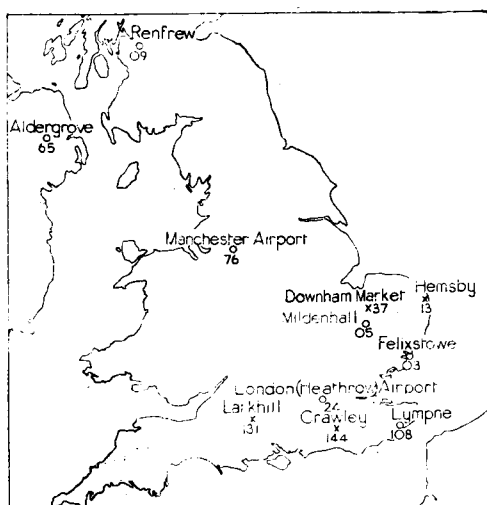 Renfrew
09
Aldergrove
65
Manchester Airport
76
Downham Market
37
Hemsby
13
Mildenhall
05
Felixstowe
03
London (Heathrow) Airport
24
Larkhill
131
Crawley
144
Lympne
108